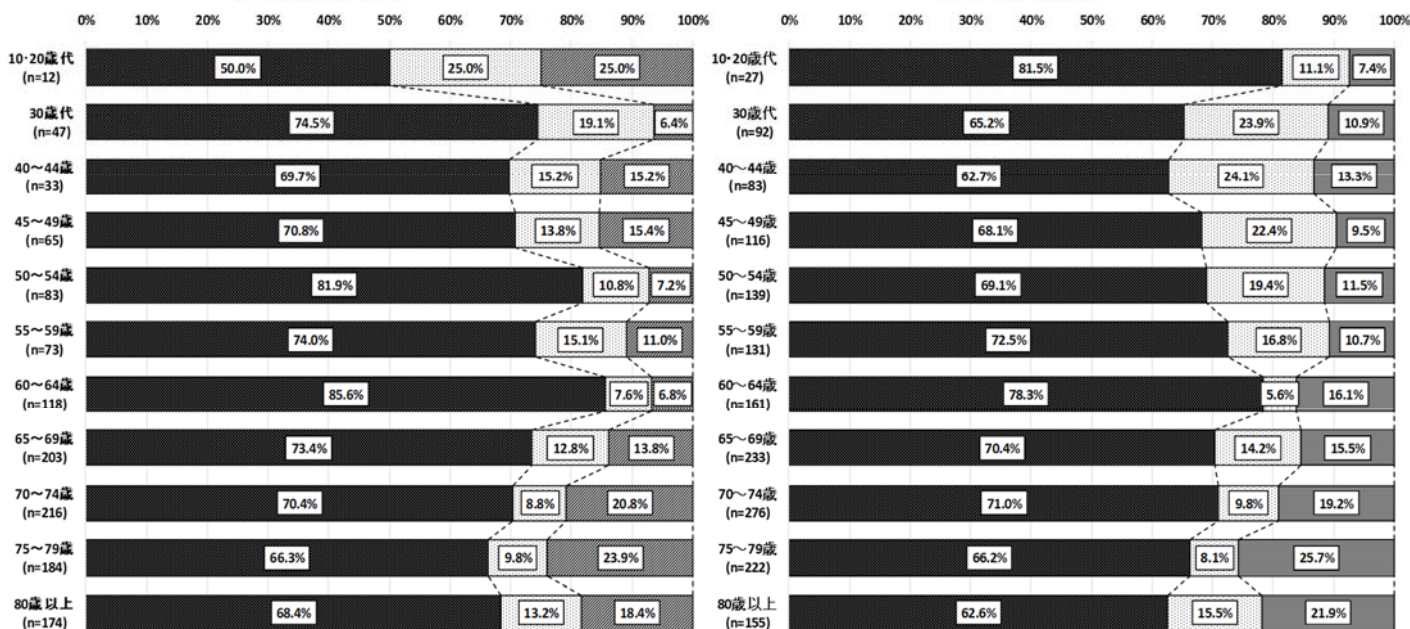 0% 10% 20% 30% 40% 50% 60% 70% 80% 90% 100%
10･20歳代
(n=12)
50.0% 25.0% 25.0%
30歳代
(n=47)
74.5% 19.1% 6.4%
40～44歳
(n=33)
69.7% 15.2% 15.2%
45～49歳
(n=65)
70.8% 13.8% 15.4%
50～54歳
(n=83)
81.9% 10.8% 7.2%
55～59歳
(n=73)
74.0% 15.1% 11.0%
60～64歳
(n=118)
85.6% 7.6% 6.8%
65～69歳
(n=203)
73.4% 12.8% 13.8%
70～74歳
(n=216)
70.4% 8.8% 20.8%
75～79歳
(n=184)
66.3% 9.8% 23.9%
80歳以上
(n=174)
68.4% 13.2% 18.4%
0% 10% 20% 30% 40% 50% 60% 70% 80% 90% 100%
10･20歳代
(n=27)
81.5% 11.1% 7.4%
30歳代
(n=92)
65.2% 23.9% 10.9%
40～44歳
(n=83)
62.7% 24.1% 13.3%
45～49歳
(n=116)
68.1% 22.4% 9.5%
50～54歳
(n=139)
69.1% 19.4% 11.5%
55～59歳
(n=131)
72.5% 16.8% 10.7%
60～64歳
(n=161)
78.3% 5.6% 16.1%
65～69歳
(n=233)
70.4% 14.2% 15.5%
70～74歳
(n=276)
71.0% 9.8% 19.2%
75～79歳
(n=222)
66.2% 8.1% 25.7%
80歳以上
(n=155)
62.6% 15.5% 21.9%